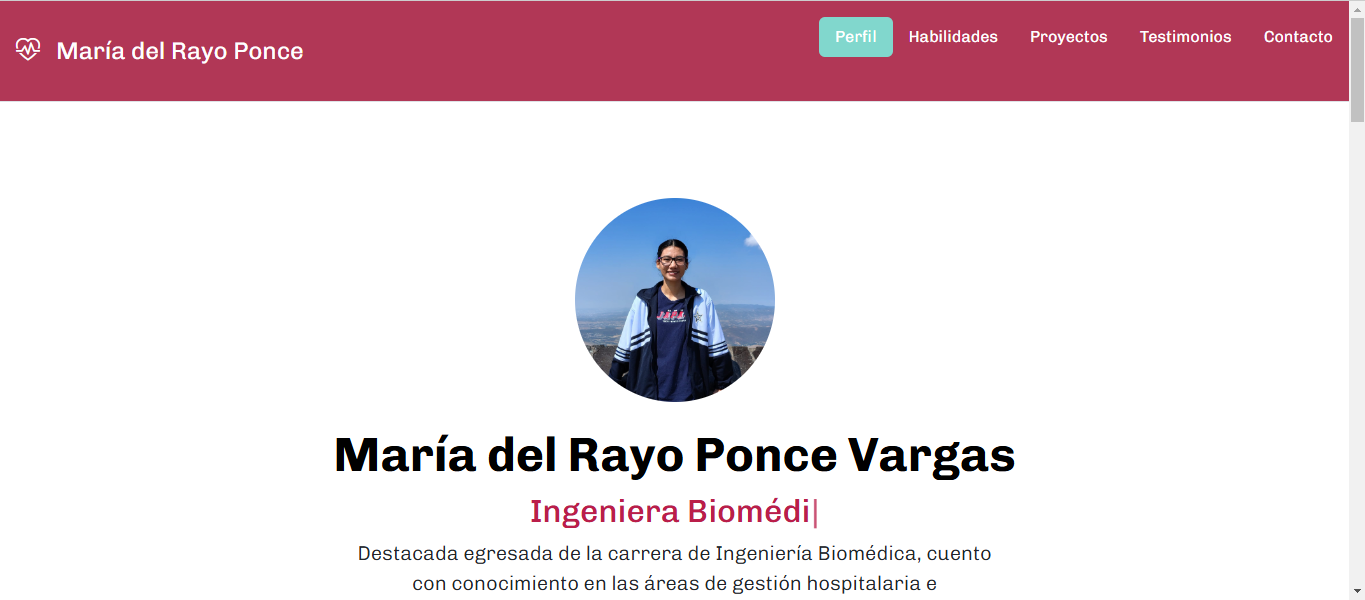 María del Rayo Ponce
Perfil
Habilidades
Proyectos
Testimonios
Contacto
María del Rayo Ponce Vargas
Ingeniera Biomédi|
Destacada egresada de la carrera de Ingeniería Biomédica, cuento
con conocimiento en las áreas de gestión hospitalaria e